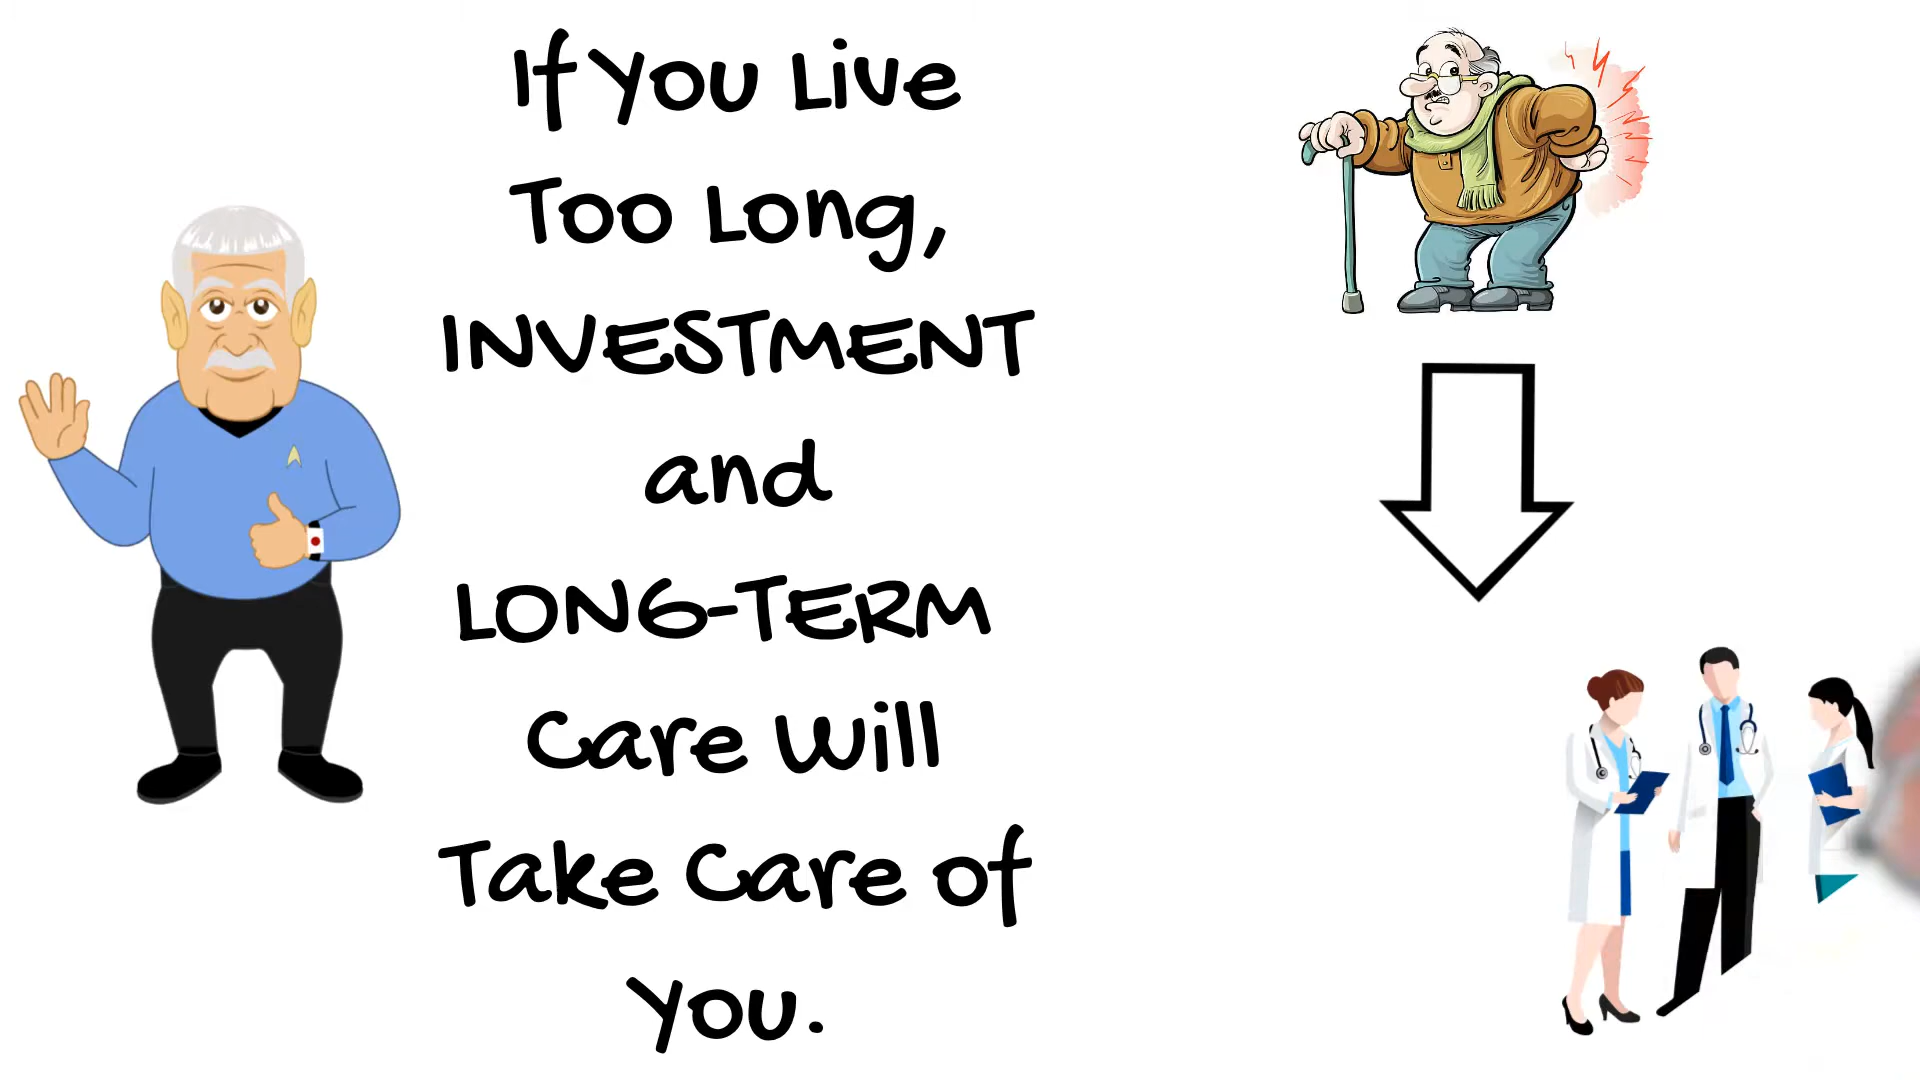 If You Live
Too Long,
INVESTMENT
and
LONG-TERM
Care Will
Take Care of
You.